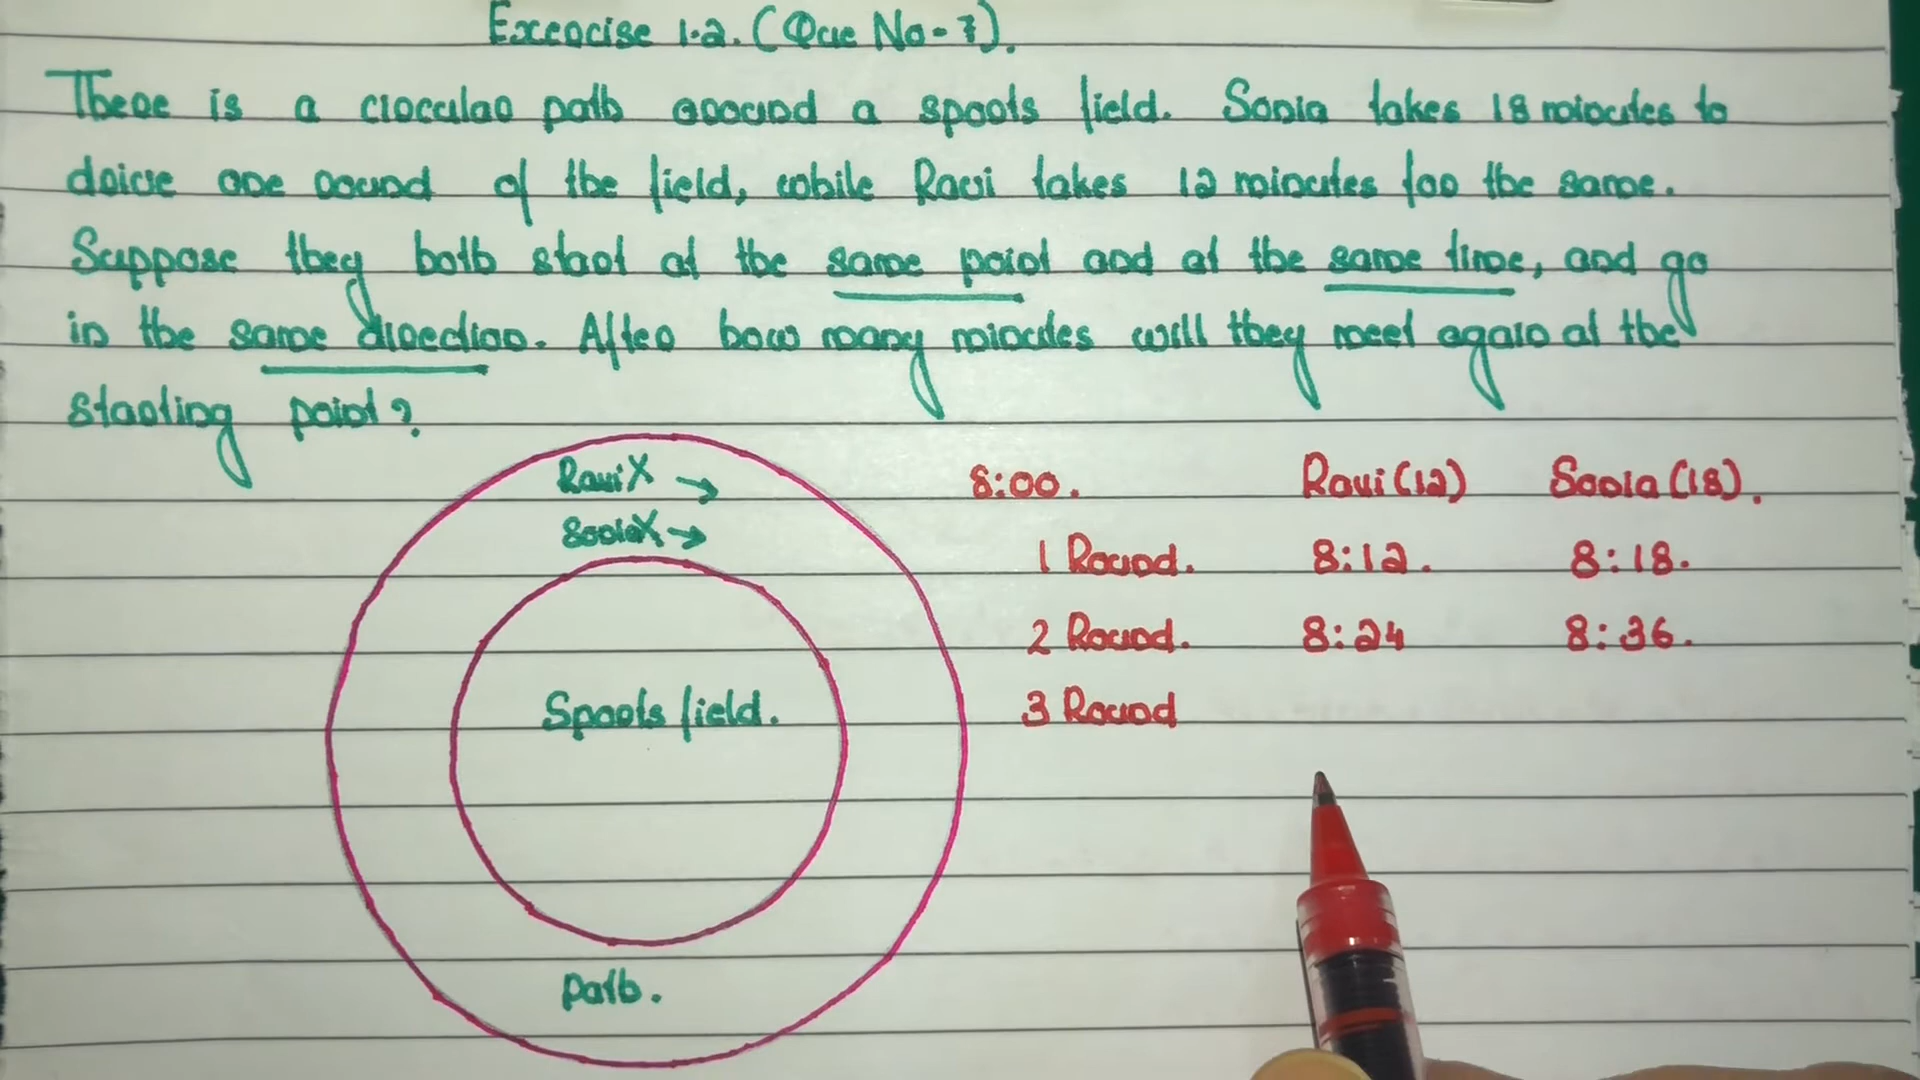 Exercise 1.2. (Que No-7).
There is a circular path around a sports field. Sonia takes 18 minutes to
drive one round of the field, while Ravi takes 12 minutes for the same.
Suppose they both start at the same point and at the same time, and go
in the same direction. After how many minutes will they meet again at the
starting point?
RaviX →
SoniaX →
Sports field.
Path.
8:00. Ravi (12) Sonia (18).
1 Round. 8:12. 8:18.
2 Round. 8:24 8:36.
3 Round